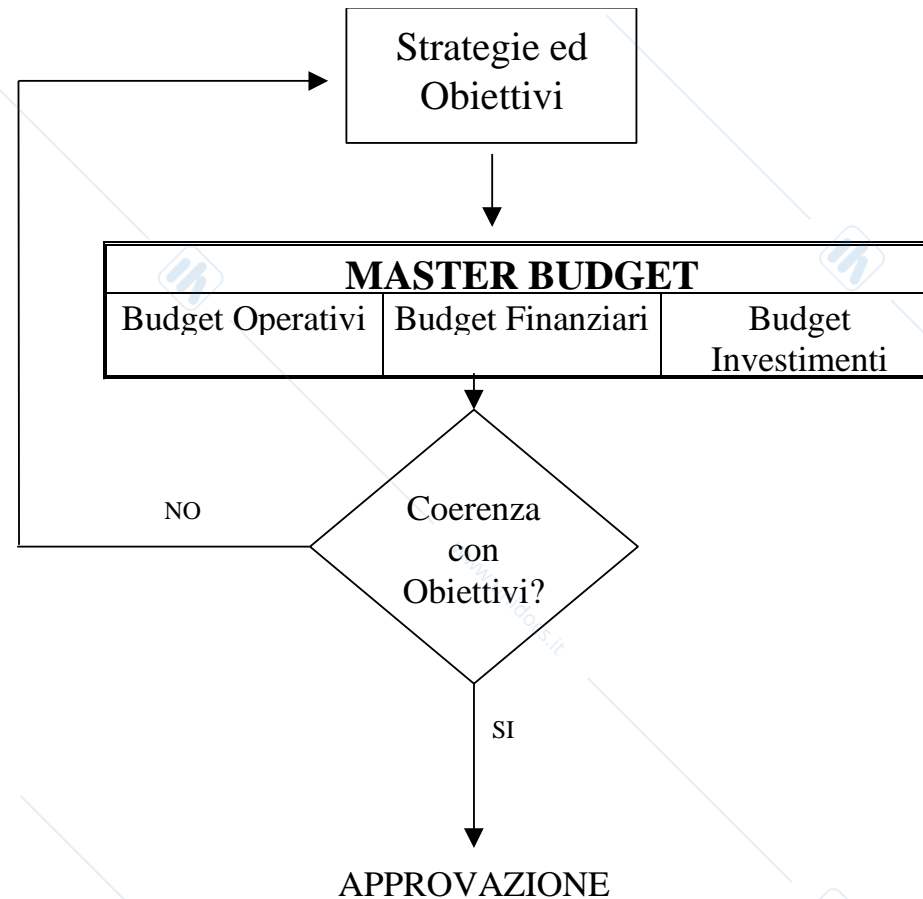 Strategie ed
Obiettivi
MASTER BUDGET
Budget Operativi
Budget Finanziari
Budget
Investimenti
NO
Coerenza
con
Obiettivi?
SI
APPROVAZIONE